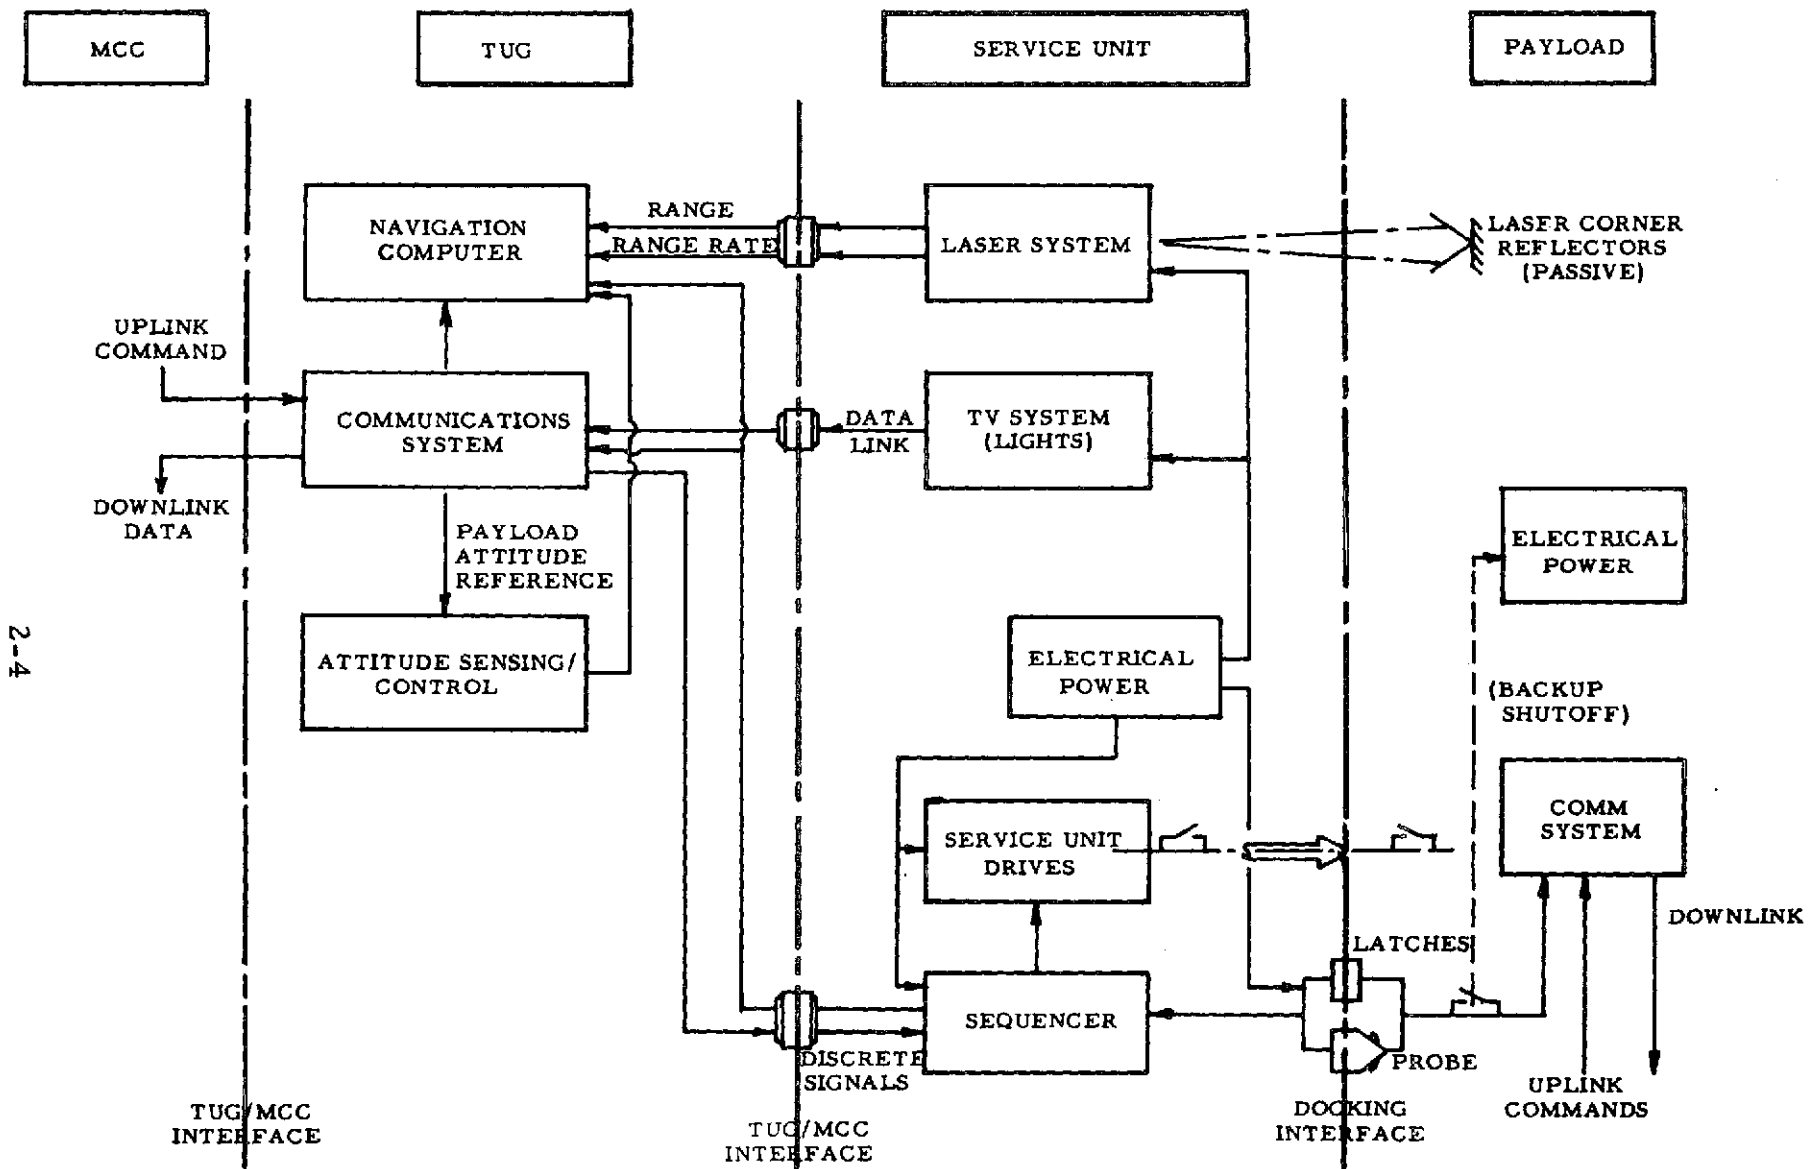 MCC
TUG
SERVICE UNIT
PAYLOAD
NAVIGATION
COMPUTER
RANGE
RANGE RATE
LASER SYSTEM
LASER CORNER
REFLECTORS
(PASSIVE)
UPLINK
COMMAND
COMMUNICATIONS
SYSTEM
DATA
LINK
TV SYSTEM
(LIGHTS)
DOWNLINK
DATA
PAYLOAD
ATTITUDE
REFERENCE
ELECTRICAL
POWER
2-4
ATTITUDE SENSING/
CONTROL
ELECTRICAL
POWER
(BACKUP
SHUTOFF)
SERVICE UNIT
DRIVES
COMM
SYSTEM
DOWNLINK
LATCHES
SEQUENCER
DISCRETE
SIGNALS
PROBE
UPLINK
COMMANDS
TUG/MCC
INTERFACE
TUG/MCC
INTERFACE
DOCKING
INTERFACE